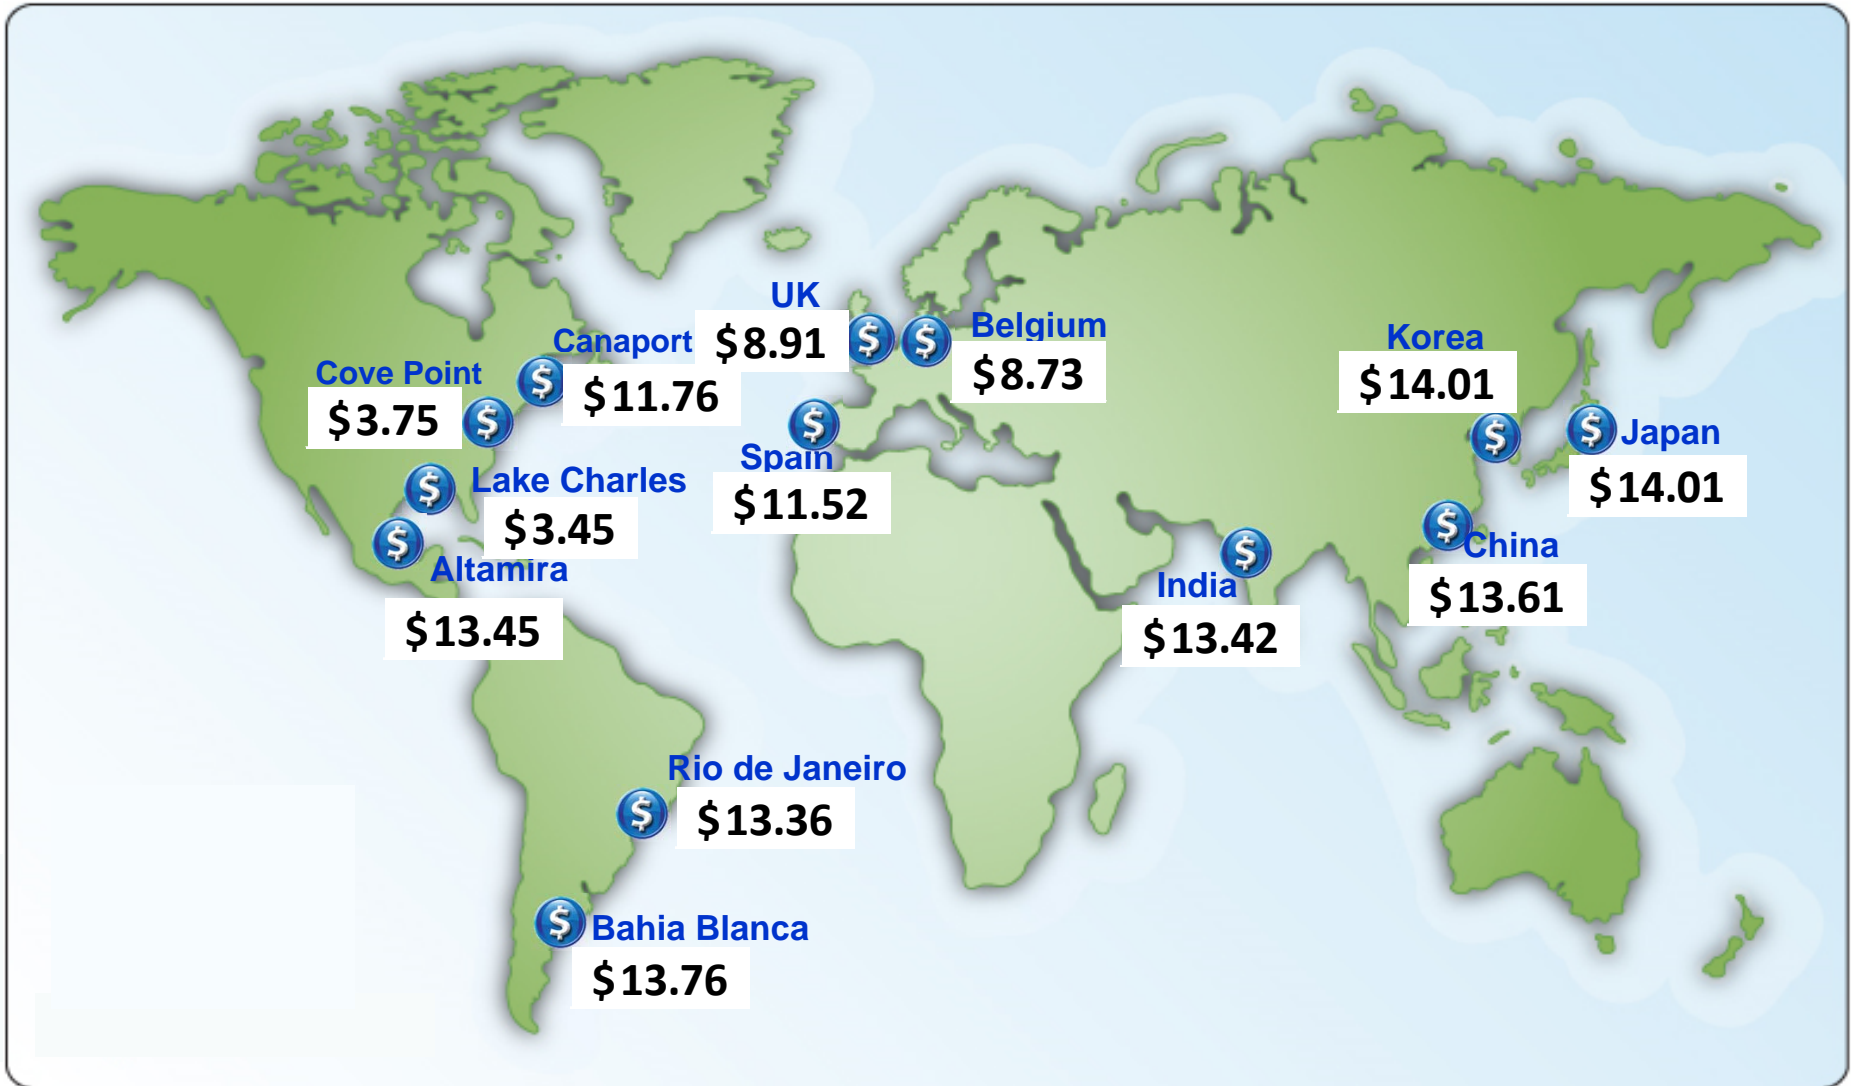 UK
$8.91
Belgium
$8.73
Canaport
$11.76
Cove Point
$3.75
Korea
$14.01
Japan
$14.01
Spain
$11.52
Lake Charles
$3.45
Altamira
$13.45
China
$13.61
India
$13.42
Rio de Janeiro
$13.36
Bahia Blanca
$13.76